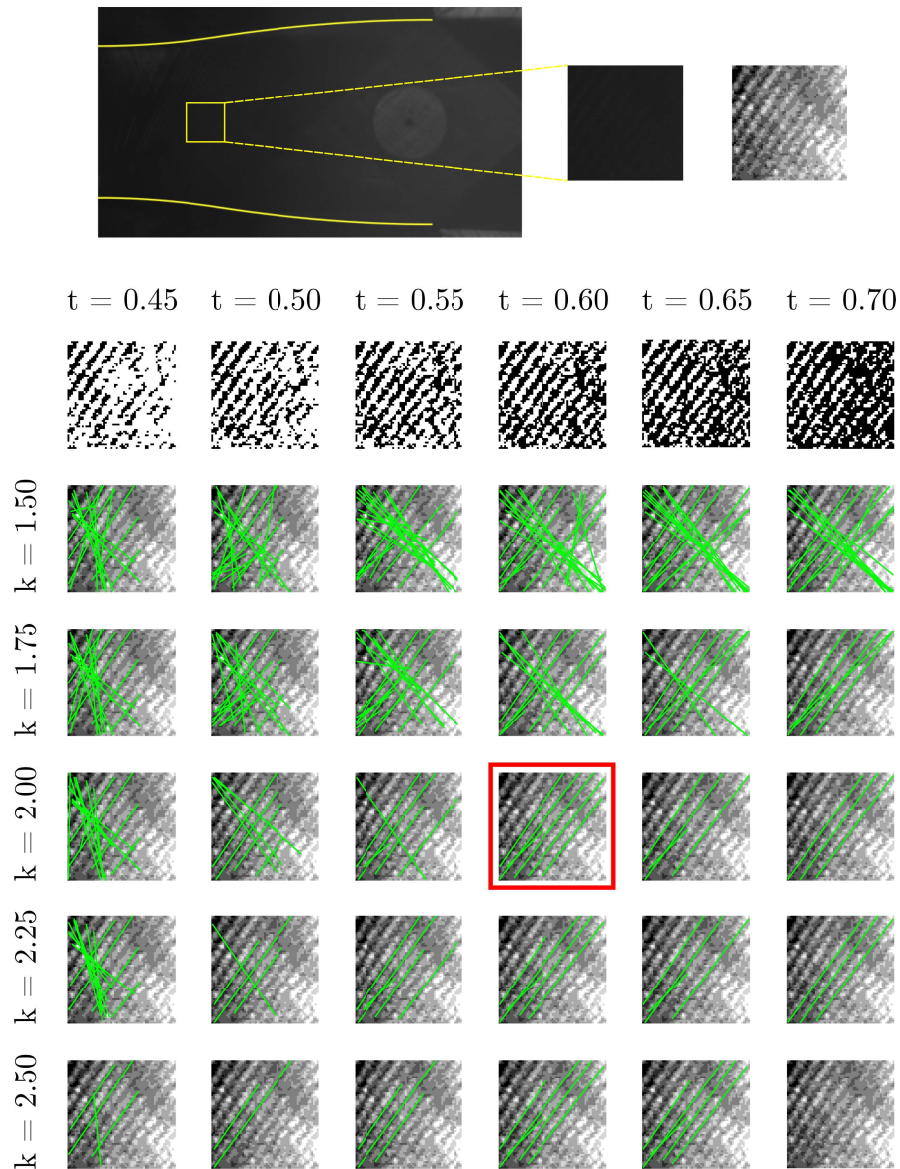 t = 0.45 t = 0.50 t = 0.55 t = 0.60 t = 0.65 t = 0.70
k = 1.50
k = 1.75
k = 2.00
k = 2.25
k = 2.50